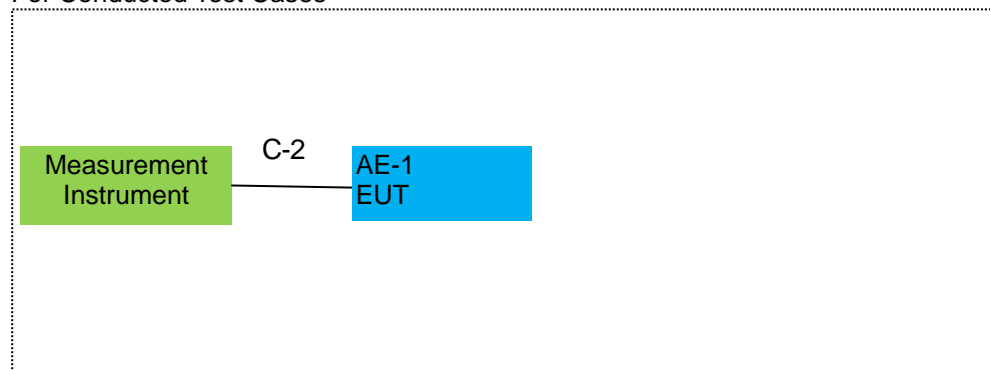 For Conducted Test Cases
C-2
Measurement
Instrument
AE-1
EUT